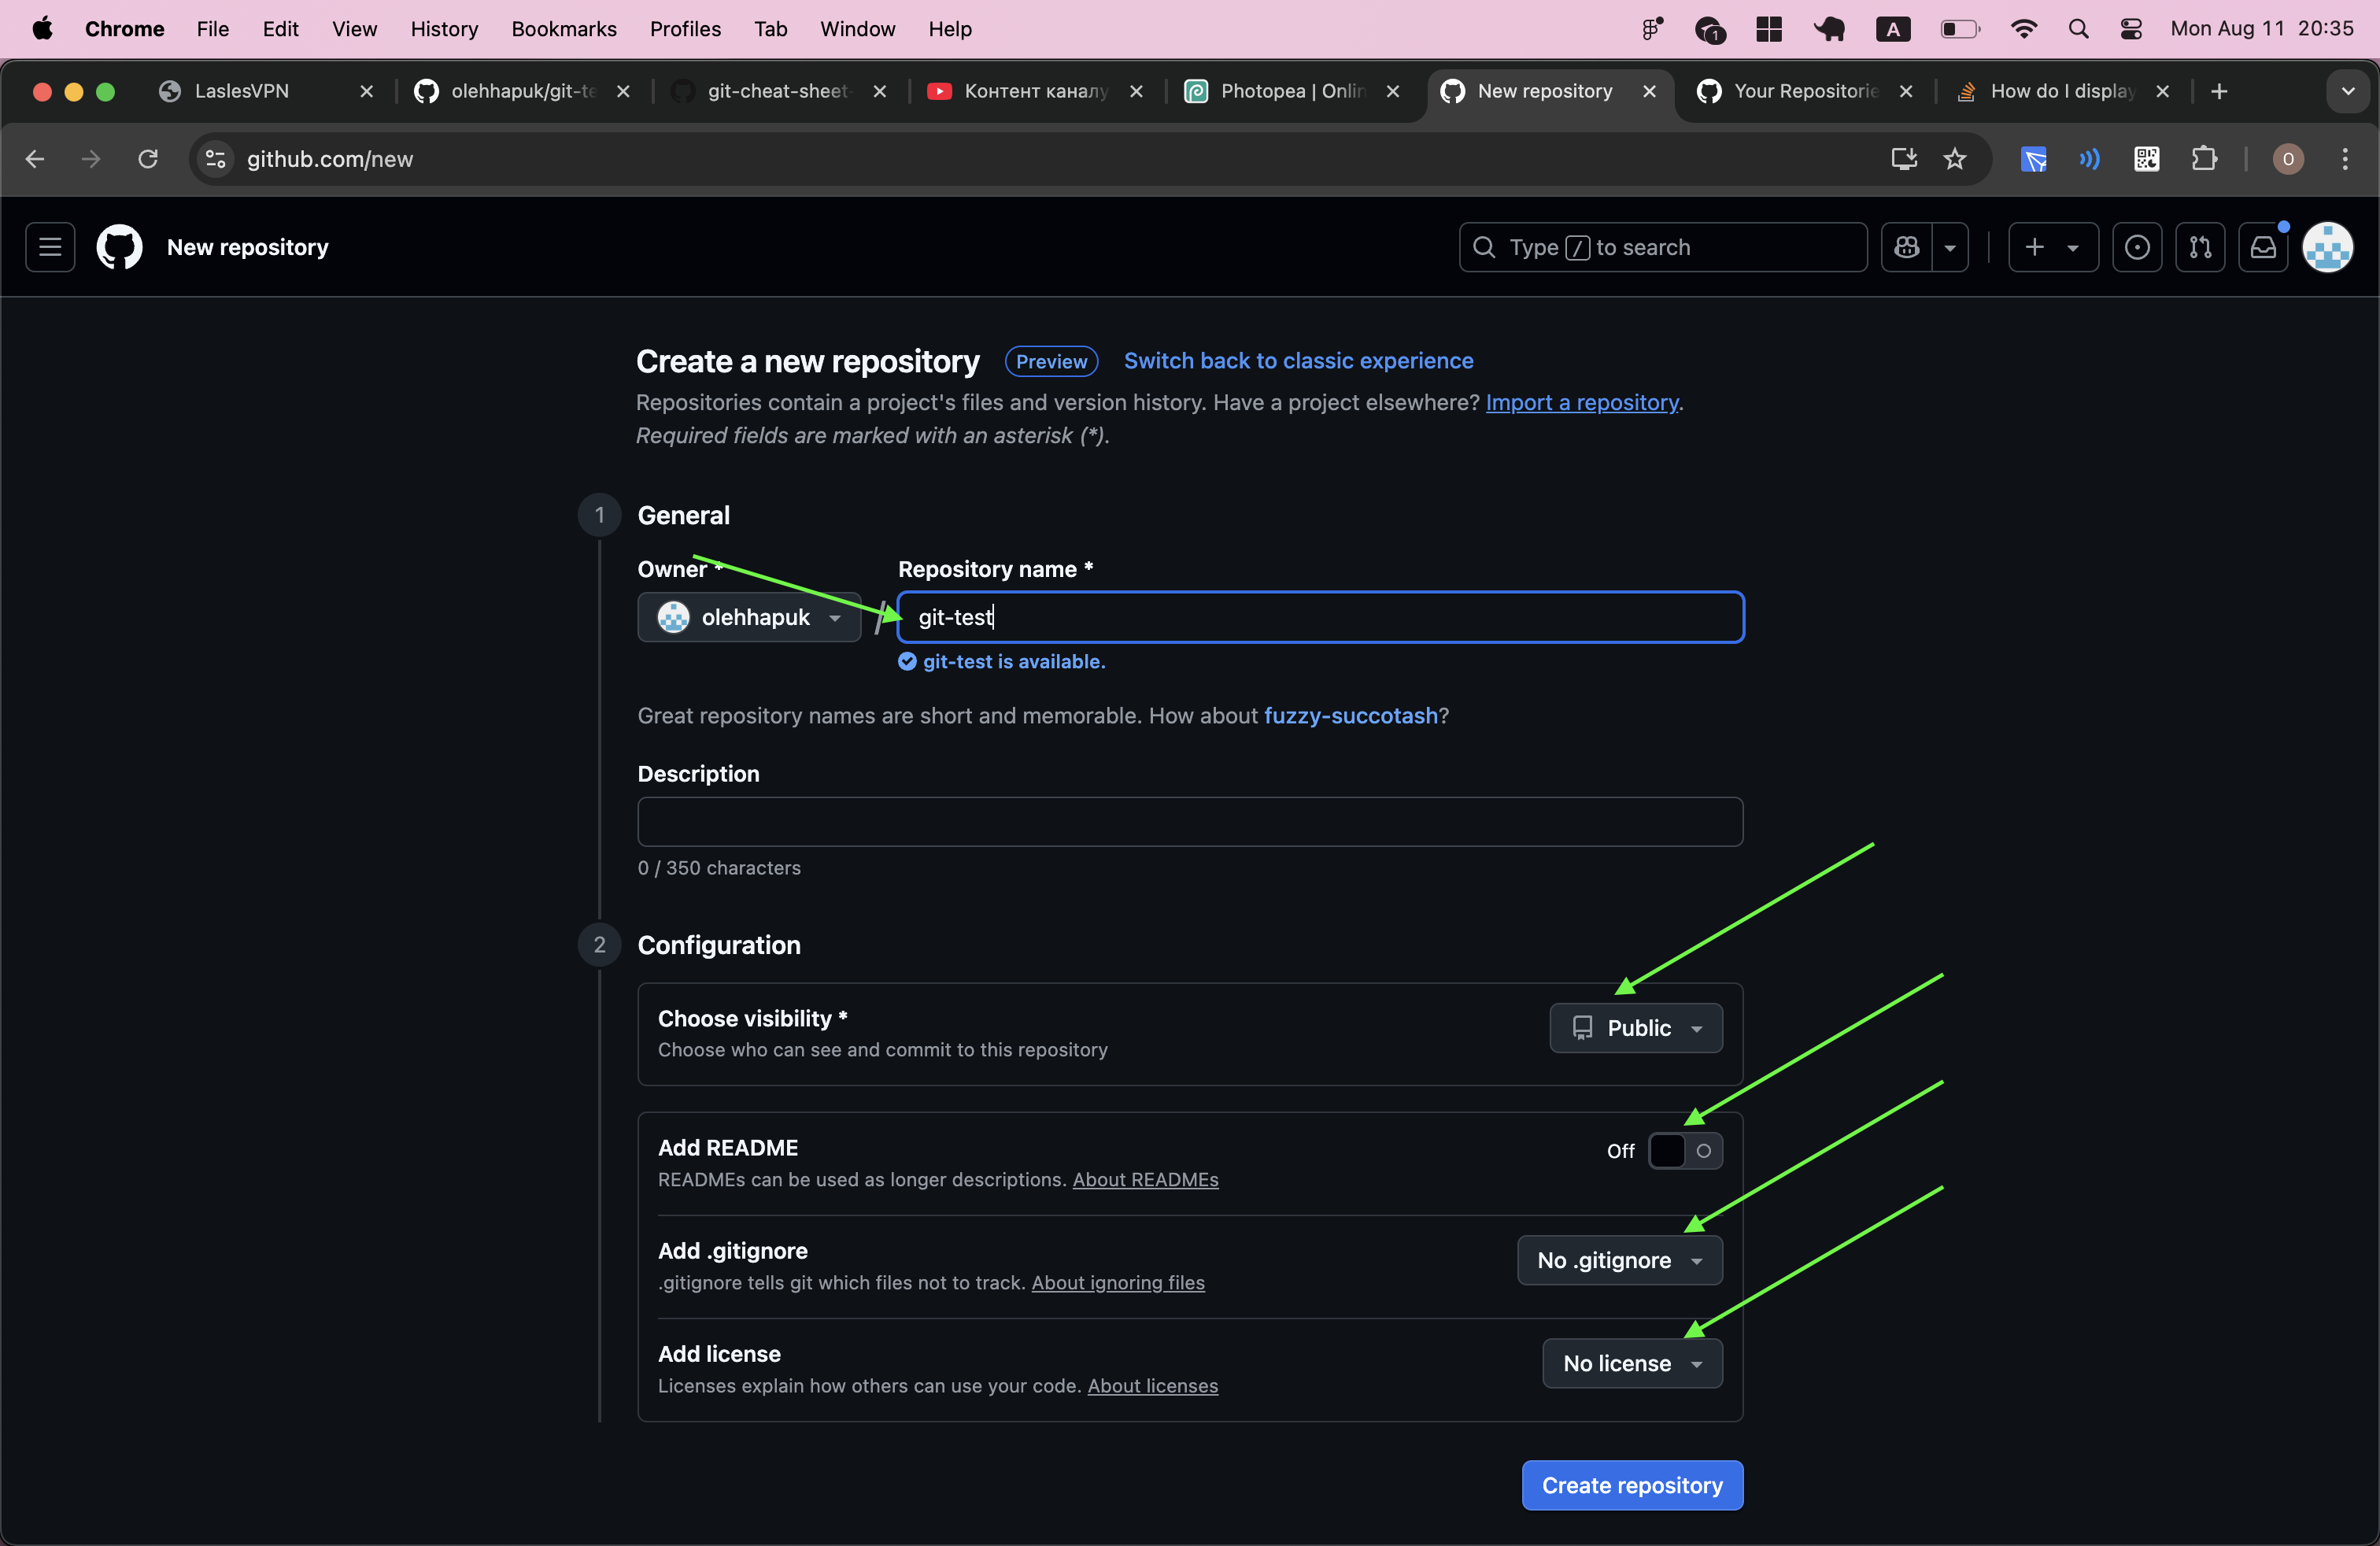 Chrome File Edit View History Bookmarks Profiles Tab Window Help 1 A Mon Aug 11 20:35
LaslesVPN olehhapuk/git-te git-cheat-sheet- Контент каналу Photopea | Onlin New repository Your Repositorie How do I display
github.com/new O
New repository Type / to search
Create a new repository Preview Switch back to classic experience
Repositories contain a project's files and version history. Have a project elsewhere? Import a repository.
Required fields are marked with an asterisk (*).
1 General
Owner * Repository name *
olehhapuk / git-test
git-test is available.
Great repository names are short and memorable. How about fuzzy-succotash?
Description
0 / 350 characters
2 Configuration
Choose visibility *
Choose who can see and commit to this repository
Public
Add README
READMEs can be used as longer descriptions. About READMEs
Off
Add .gitignore
.gitignore tells git which files not to track. About ignoring files
No .gitignore
Add license
Licenses explain how others can use your code. About licenses
No license
Create repository